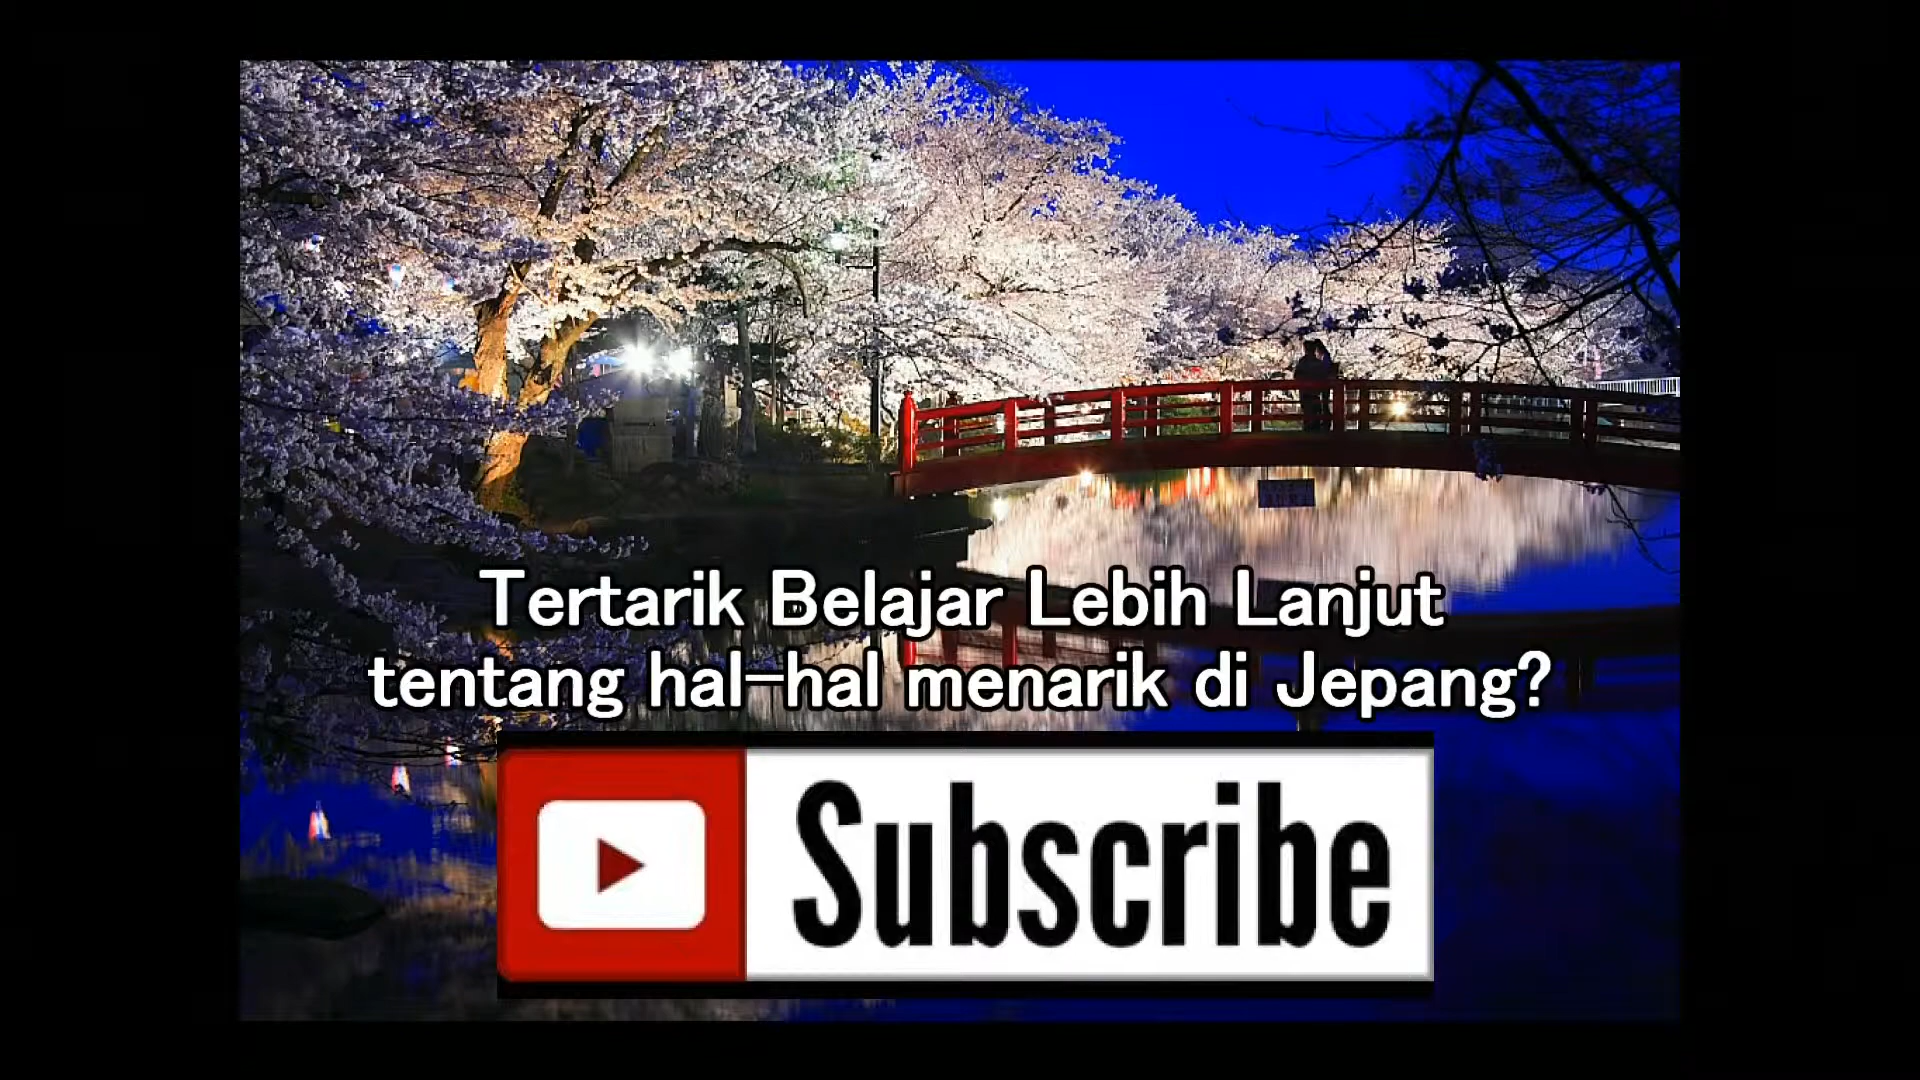 Tertarik Belajar Lebih Lanjut
tentang hal-hal menarik di Jepang?
Subscribe